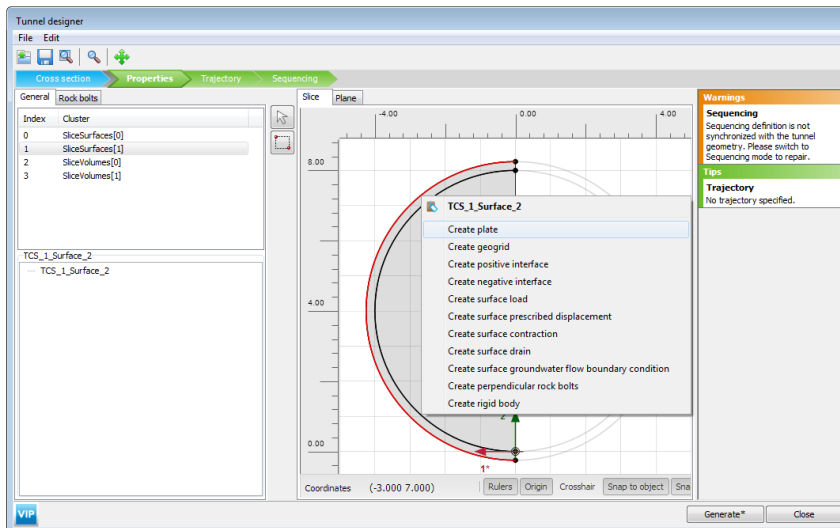 Tunnel designer
File Edit
Cross section Properties Trajectory Sequencing
General Rock bolts
Index Cluster
0 SliceSurfaces[0]
1 SliceSurfaces[1]
2 SliceVolumes[0]
3 SliceVolumes[1]
TCS_1_Surface_2
TCS_1_Surface_2
Slice Plane
-4.00 0.00 4.00
8.00
4.00
0.00
TCS_1_Surface_2
Create plate
Create geogrid
Create positive interface
Create negative interface
Create surface load
Create surface prescribed displacement
Create surface contraction
Create surface drain
Create surface groundwater flow boundary condition
Create perpendicular rock bolts
Create rigid body
2
1*
Coordinates (-3.000 7.000) Rulers Origin Crosshair Snap to object Sna
Warnings
Sequencing
Sequencing definition is not
synchronized with the tunnel
geometry. Please switch to
Sequencing mode to repair.
Tips
Trajectory
No trajectory specified.
VIP
Generate* Close